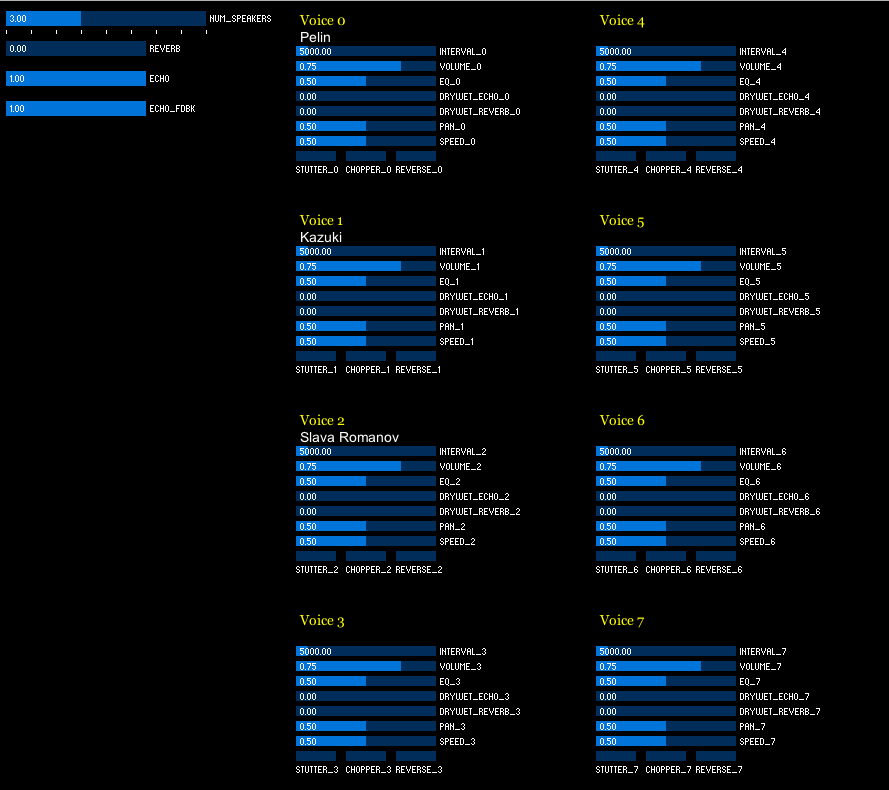 3.00 NUM_SPEAKERS
0.00 REVERB
1.00 ECHO
1.00 ECHO_FDBK
Voice 0
Pelin
5000.00 INTERVAL_0
0.75 VOLUME_0
0.50 EQ_0
0.00 DRYWET_ECHO_0
0.00 DRYWET_REVERB_0
0.50 PAN_0
0.50 SPEED_0
STUTTER_0 CHOPPER_0 REVERSE_0
Voice 1
Kazuki
5000.00 INTERVAL_1
0.75 VOLUME_1
0.50 EQ_1
0.00 DRYWET_ECHO_1
0.00 DRYWET_REVERB_1
0.50 PAN_1
0.50 SPEED_1
STUTTER_1 CHOPPER_1 REVERSE_1
Voice 2
Slava Romanov
5000.00 INTERVAL_2
0.75 VOLUME_2
0.50 EQ_2
0.00 DRYWET_ECHO_2
0.00 DRYWET_REVERB_2
0.50 PAN_2
0.50 SPEED_2
STUTTER_2 CHOPPER_2 REVERSE_2
Voice 3
5000.00 INTERVAL_3
0.75 VOLUME_3
0.50 EQ_3
0.00 DRYWET_ECHO_3
0.00 DRYWET_REVERB_3
0.50 PAN_3
0.50 SPEED_3
STUTTER_3 CHOPPER_3 REVERSE_3
Voice 4
5000.00 INTERVAL_4
0.75 VOLUME_4
0.50 EQ_4
0.00 DRYWET_ECHO_4
0.00 DRYWET_REVERB_4
0.50 PAN_4
0.50 SPEED_4
STUTTER_4 CHOPPER_4 REVERSE_4
Voice 5
5000.00 INTERVAL_5
0.75 VOLUME_5
0.50 EQ_5
0.00 DRYWET_ECHO_5
0.00 DRYWET_REVERB_5
0.50 PAN_5
0.50 SPEED_5
STUTTER_5 CHOPPER_5 REVERSE_5
Voice 6
5000.00 INTERVAL_6
0.75 VOLUME_6
0.50 EQ_6
0.00 DRYWET_ECHO_6
0.00 DRYWET_REVERB_6
0.50 PAN_6
0.50 SPEED_6
STUTTER_6 CHOPPER_6 REVERSE_6
Voice 7
5000.00 INTERVAL_7
0.75 VOLUME_7
0.50 EQ_7
0.00 DRYWET_ECHO_7
0.00 DRYWET_REVERB_7
0.50 PAN_7
0.50 SPEED_7
STUTTER_7 CHOPPER_7 REVERSE_7